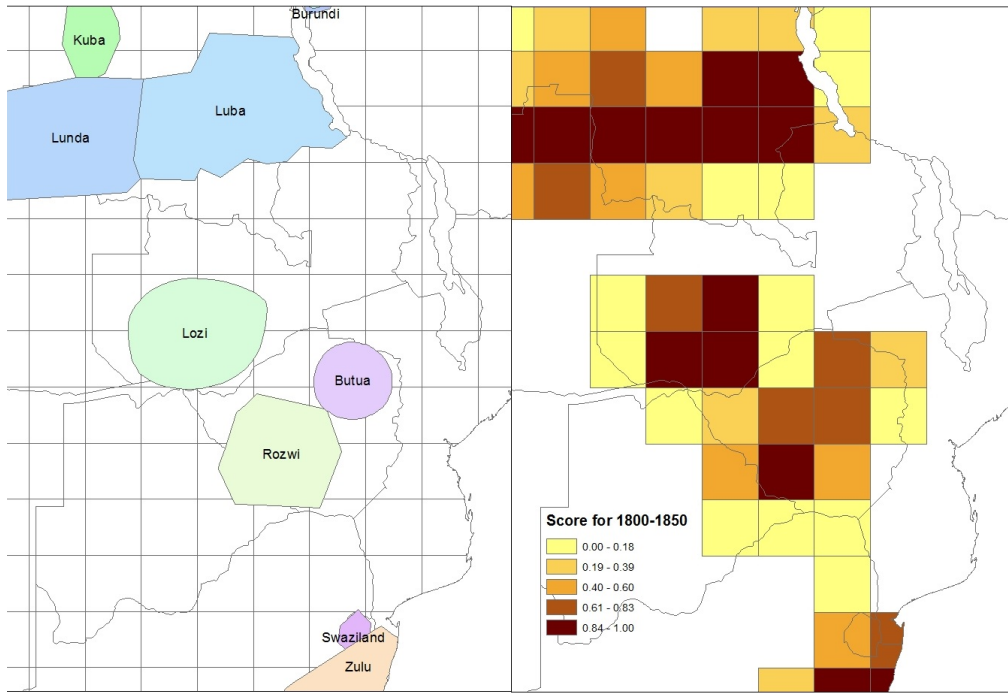 Burundi
Kuba
Luba
Lunda
Lozi
Butua
Rozwi
Swaziland
Zulu
Score for 1800-1850
0.00 - 0.18
0.19 - 0.39
0.40 - 0.60
0.61 - 0.83
0.84 - 1.00